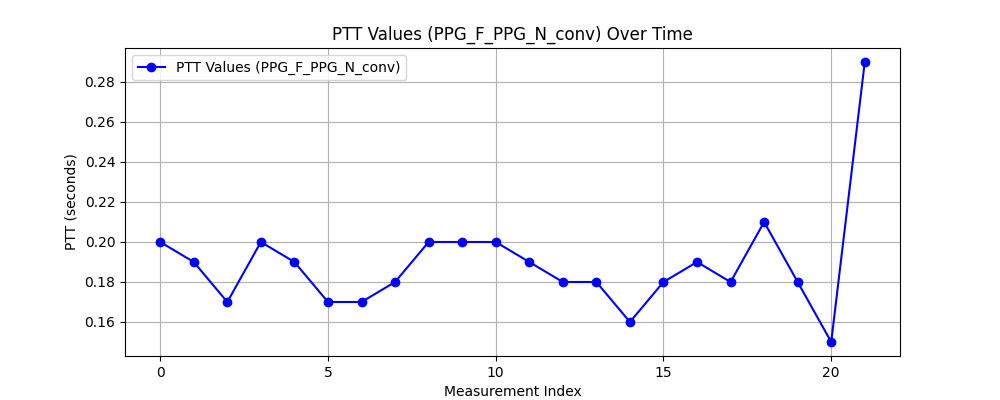 PTT Values (PPG_F_PPG_N_conv) Over Time
PTT Values (PPG_F_PPG_N_conv)
PTT (seconds)
0.28
0.26
0.24
0.22
0.20
0.18
0.16
0 5 10 15 20
Measurement Index